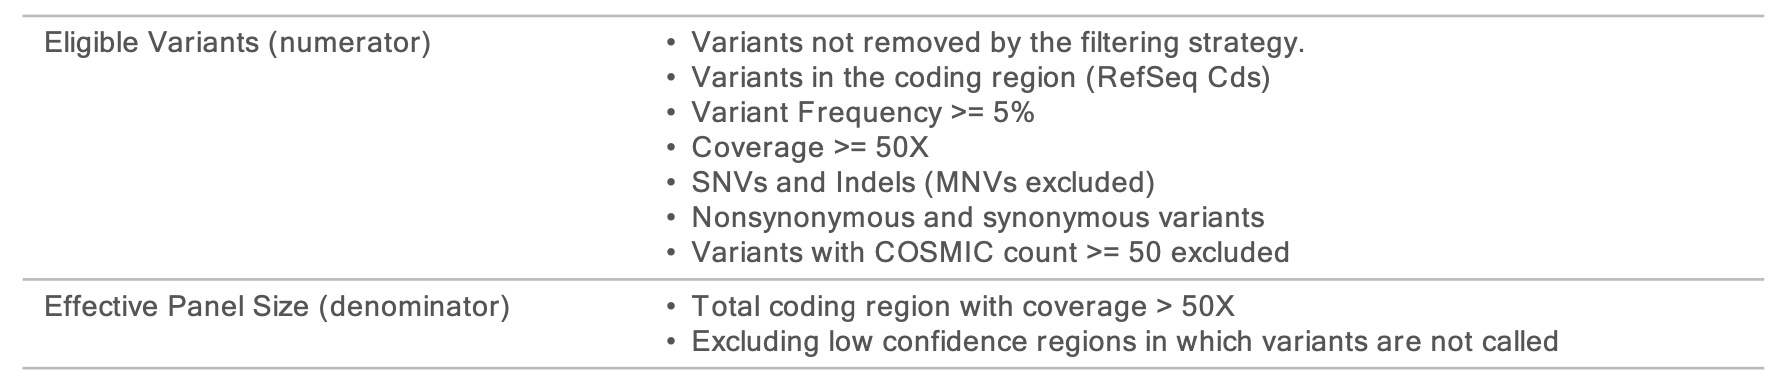 Eligible Variants (numerator)
• Variants not removed by the filtering strategy.
• Variants in the coding region (RefSeq Cds)
• Variant Frequency >= 5%
• Coverage >= 50X
• SNVs and Indels (MNVs excluded)
• Nonsynonymous and synonymous variants
• Variants with COSMIC count >= 50 excluded
Effective Panel Size (denominator)
• Total coding region with coverage > 50X
• Excluding low confidence regions in which variants are not called